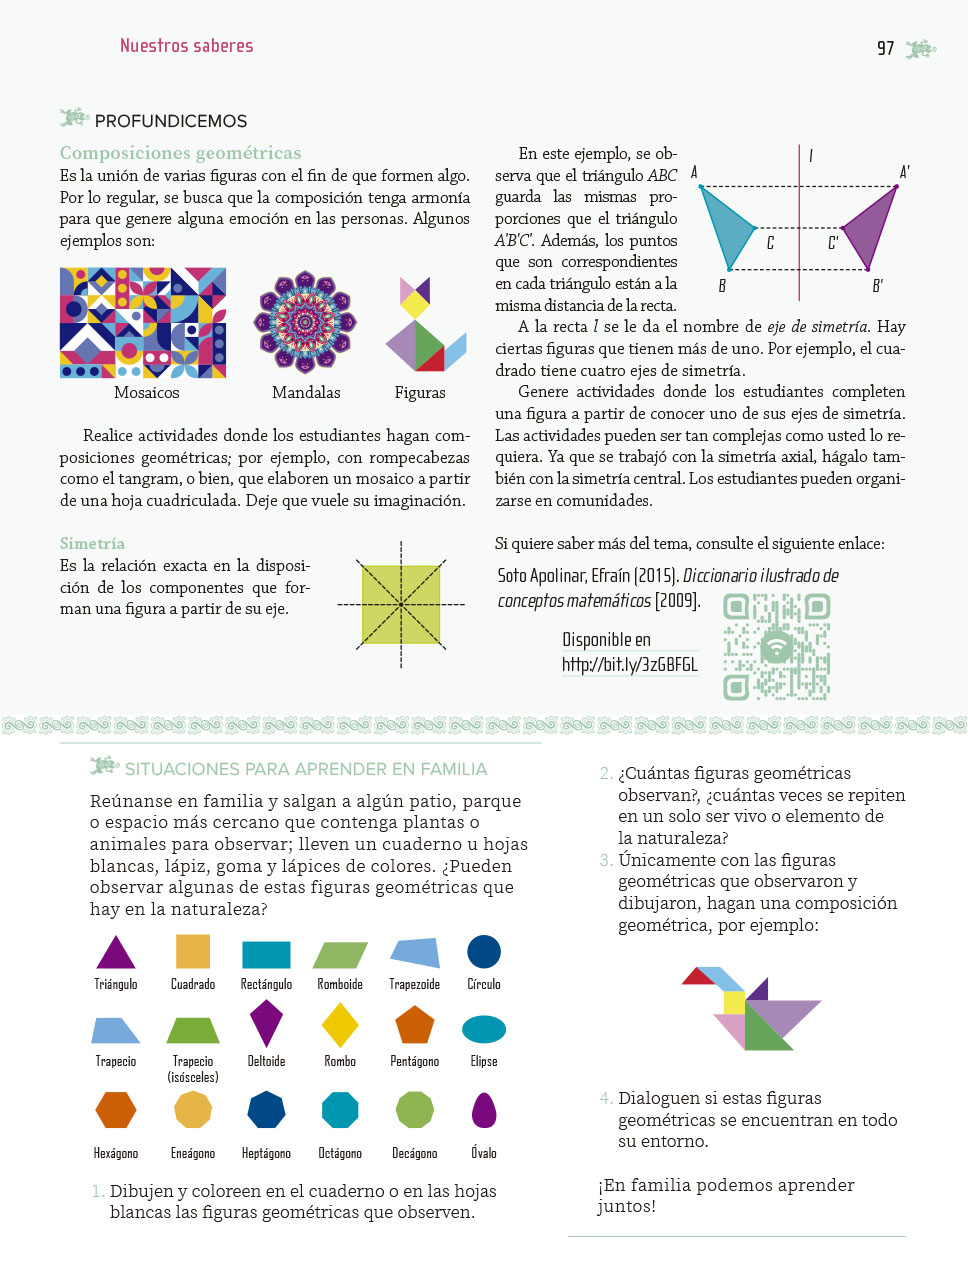 Nuestros saberes
97
PROFUNDICEMOS
Composiciones geométricas
Es la unión de varias figuras con el fin de que formen algo.
Por lo regular, se busca que la composición tenga armonía
para que genere alguna emoción en las personas. Algunos
ejemplos son:
Mosaicos
Mandalas
Figuras
Realice actividades donde los estudiantes hagan com-
posiciones geométricas; por ejemplo, con rompecabezas
como el tangram, o bien, que elaboren un mosaico a partir
de una hoja cuadriculada. Deje que vuele su imaginación.
Simetría
Es la relación exacta en la disposi-
ción de los componentes que for-
man una figura a partir de su eje.
En este ejemplo, se ob-
serva que el triángulo ABC
guarda las mismas pro-
porciones que el triángulo
A'B'C'. Además, los puntos
que son correspondientes
en cada triángulo están a la
misma distancia de la recta.
A
l
A'
C
C'
B
B'
A la recta l se le da el nombre de eje de simetría. Hay
ciertas figuras que tienen más de uno. Por ejemplo, el cua-
drado tiene cuatro ejes de simetría.
Genere actividades donde los estudiantes completen
una figura a partir de conocer uno de sus ejes de simetría.
Las actividades pueden ser tan complejas como usted lo re-
quiera. Ya que se trabajó con la simetría axial, hágalo tam-
bién con la simetría central. Los estudiantes pueden organi-
zarse en comunidades.
Si quiere saber más del tema, consulte el siguiente enlace:
Soto Apolinar, Efraín (2015). Diccionario ilustrado de
conceptos matemáticos [2009].
Disponible en
http://bit.ly/3zGBFGL
SITUACIONES PARA APRENDER EN FAMILIA
Reúnanse en familia y salgan a algún patio, parque
o espacio más cercano que contenga plantas o
animales para observar; lleven un cuaderno u hojas
blancas, lápiz, goma y lápices de colores. ¿Pueden
observar algunas de estas figuras geométricas que
hay en la naturaleza?
Triángulo
Cuadrado
Rectángulo
Romboide
Trapezoide
Círculo
Trapecio
Trapecio
(isósceles)
Deltoide
Rombo
Pentágono
Elipse
Hexágono
Eneágono
Heptágono
Octágono
Decágono
Óvalo
1. Dibujen y coloreen en el cuaderno o en las hojas
blancas las figuras geométricas que observen.
2. ¿Cuántas figuras geométricas
observan?, ¿cuántas veces se repiten
en un solo ser vivo o elemento de
la naturaleza?
3. Únicamente con las figuras
geométricas que observaron y
dibujaron, hagan una composición
geométrica, por ejemplo:
4. Dialoguen si estas figuras
geométricas se encuentran en todo
su entorno.
¡En familia podemos aprender
juntos!